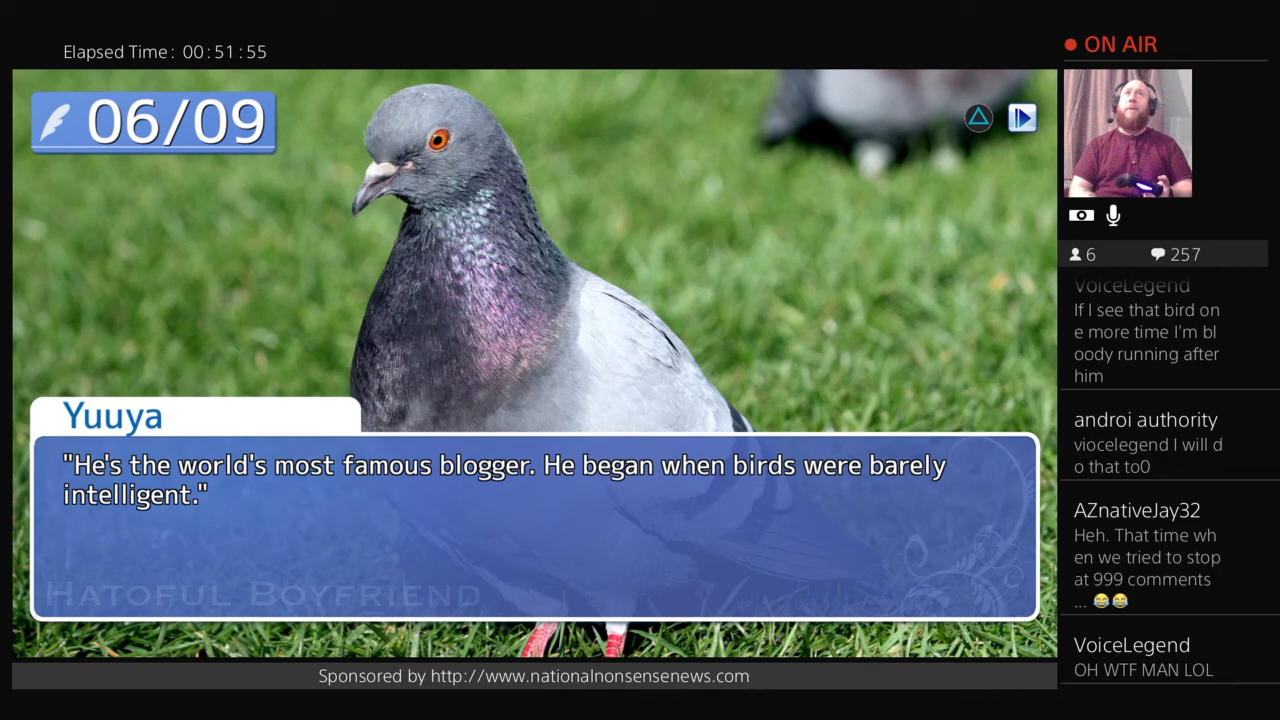 Elapsed Time: 00:51:55
ON AIR
06/09
6 257
VoiceLegend
If I see that bird on
e more time I'm bl
oody running after
him
androi authority
viocelegend I will d
o that to0
AZnativeJay32
Heh. That time wh
en we tried to stop
at 999 comments
... 😂😂
VoiceLegend
OH WTF MAN LOL
Yuuya
"He's the world's most famous blogger. He began when birds were barely
intelligent."
HATOFUL BOYFRIEND
Sponsored by http://www.nationalnonsensenews.com